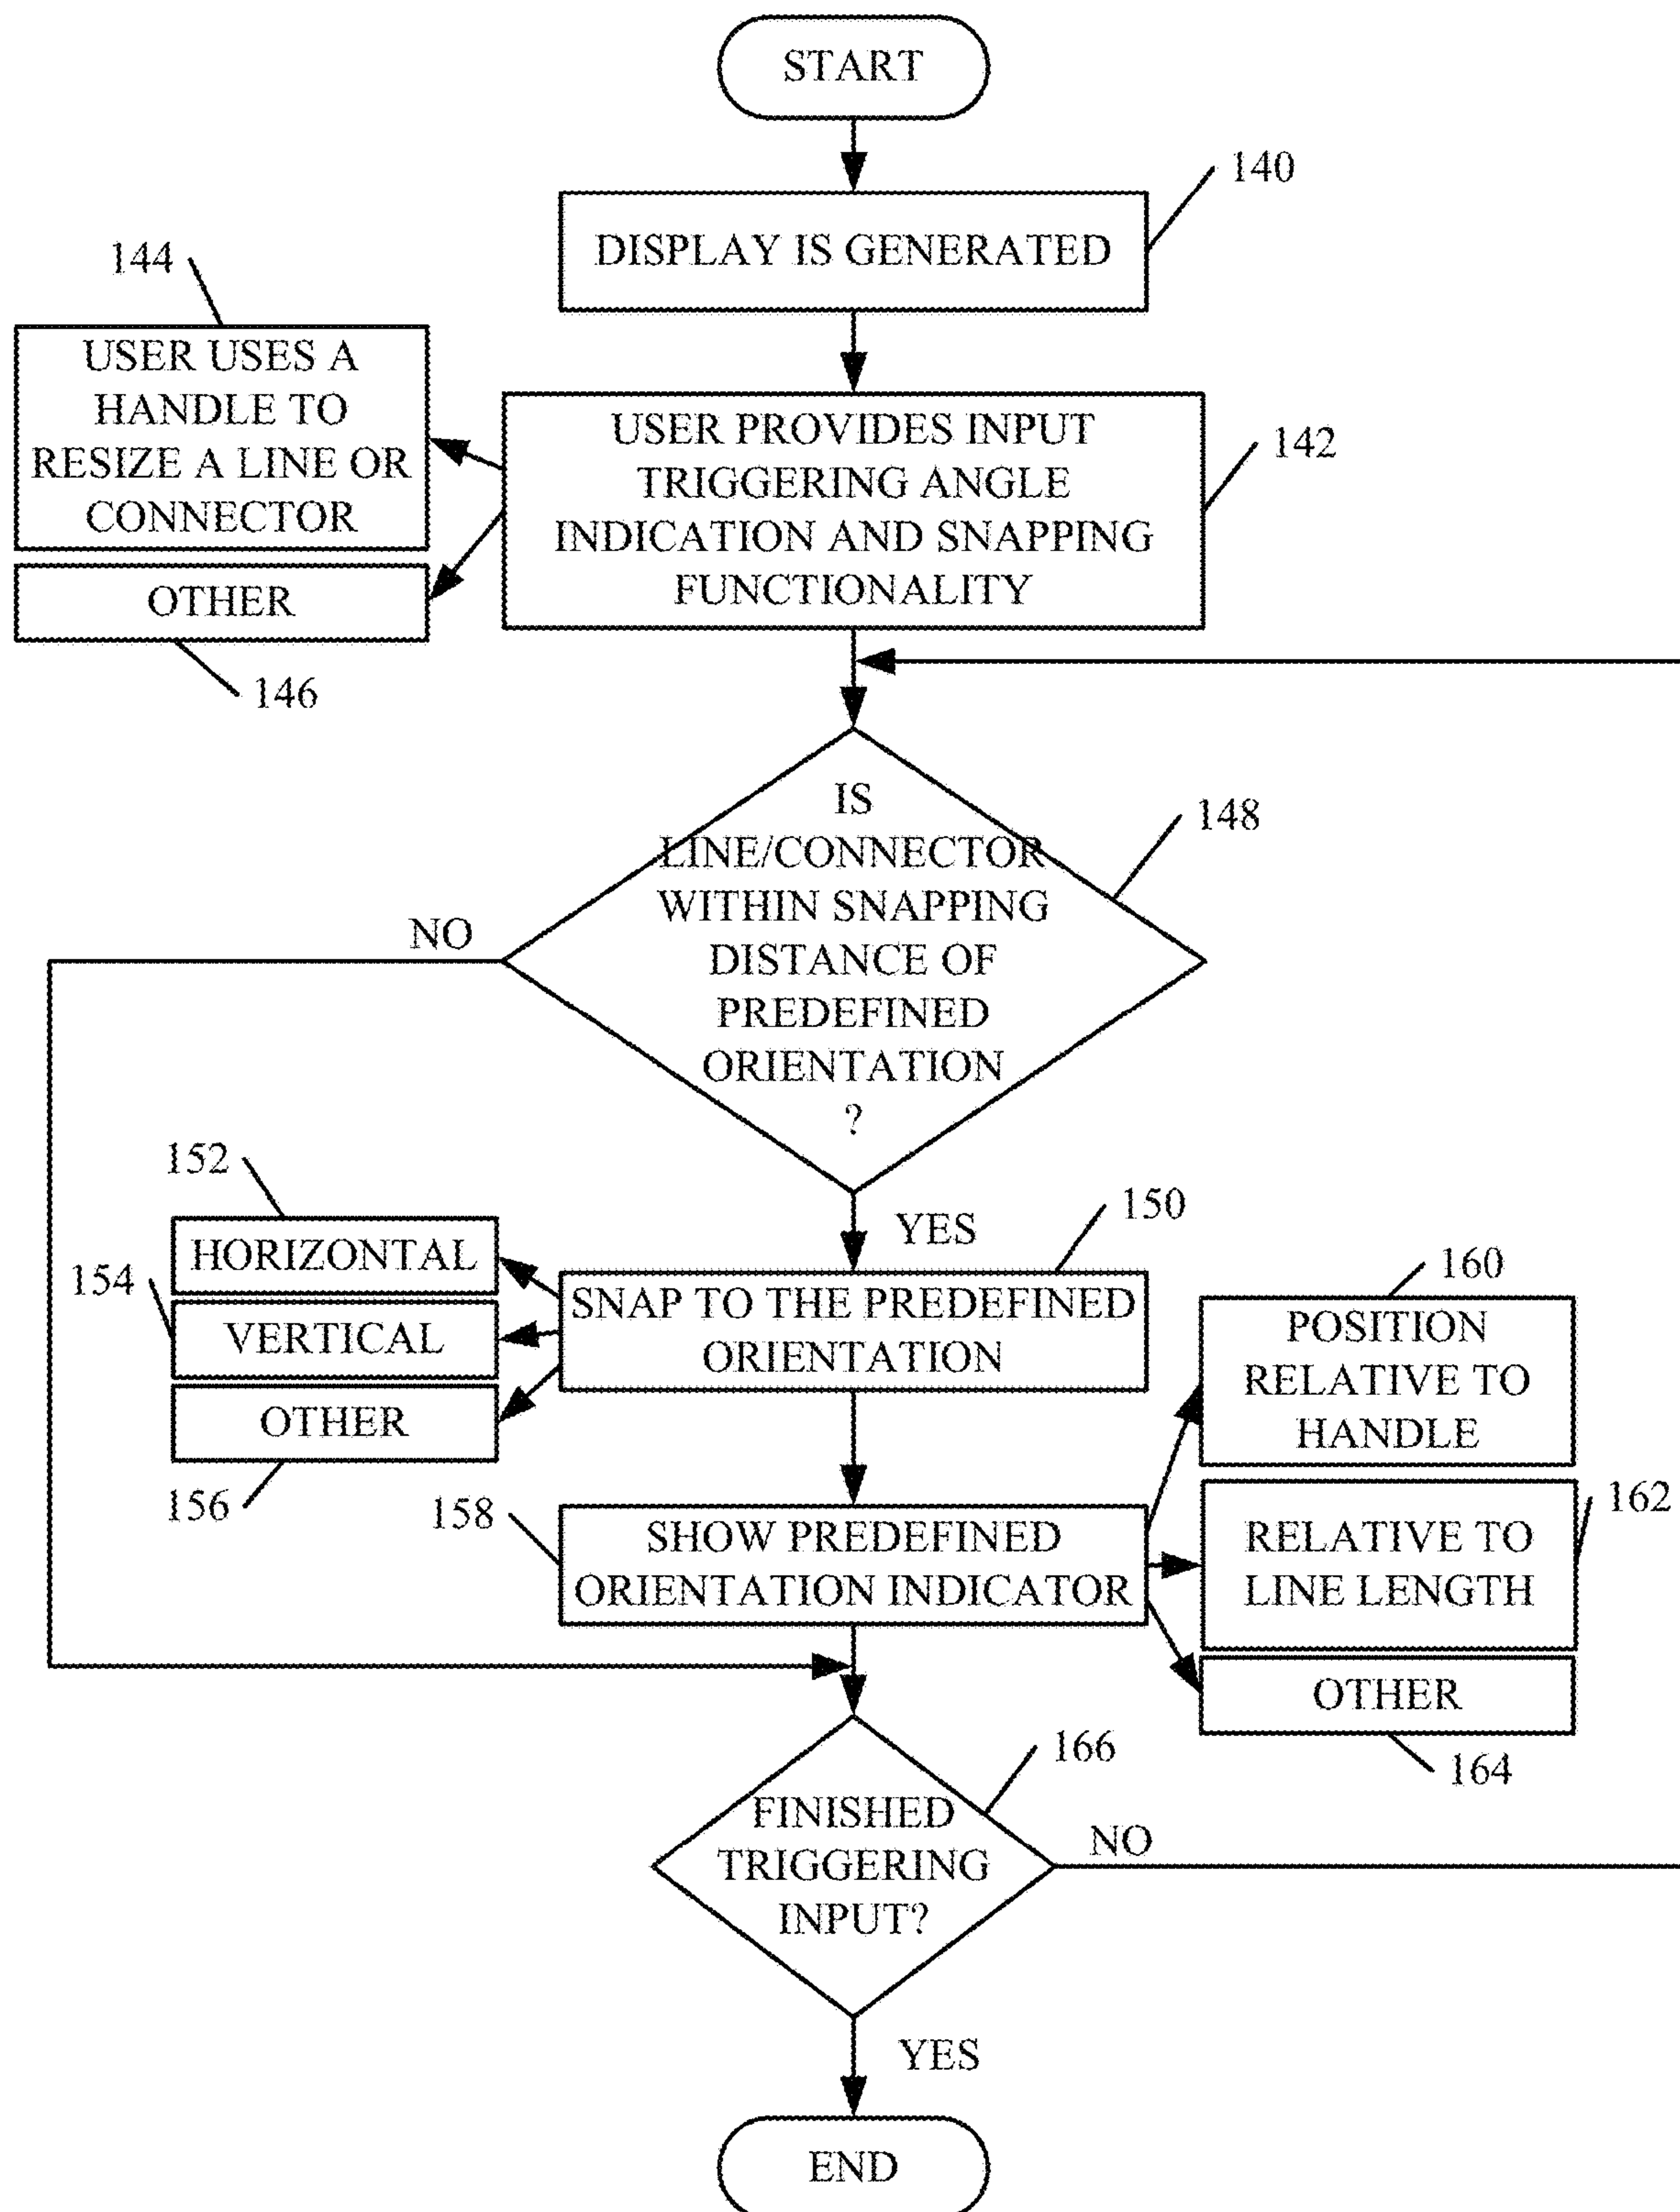 START
140
DISPLAY IS GENERATED
144
USER USES A
HANDLE TO
RESIZE A LINE OR
CONNECTOR
USER PROVIDES INPUT
TRIGGERING ANGLE
INDICATION AND SNAPPING
FUNCTIONALITY
142
OTHER
146
IS
LINE/CONNECTOR
WITHIN SNAPPING
DISTANCE OF
PREDEFINED
ORIENTATION
?
148
NO
YES
150
152
HORIZONTAL
154
VERTICAL
OTHER
156
SNAP TO THE PREDEFINED
ORIENTATION
160
POSITION
RELATIVE TO
HANDLE
158
SHOW PREDEFINED
ORIENTATION INDICATOR
162
RELATIVE TO
LINE LENGTH
OTHER
164
166
FINISHED
TRIGGERING
INPUT?
NO
YES
END